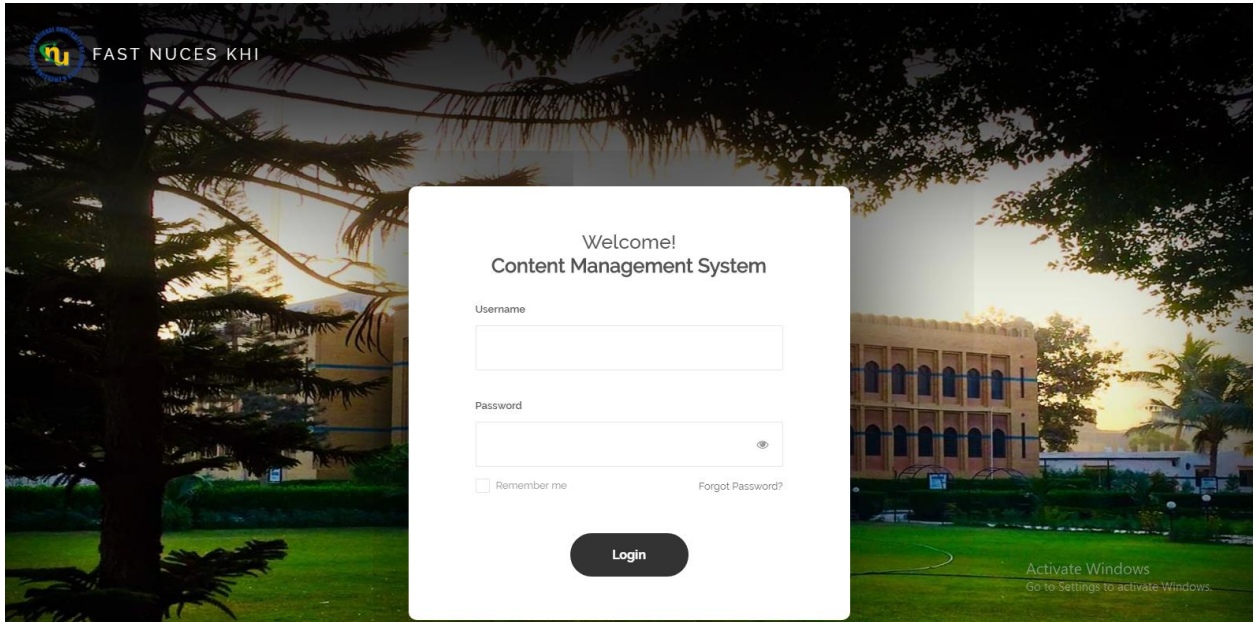 FAST NUCES KHI
Welcome!
Content Management System
Username
Password
Remember me
Forgot Password?
Login
Activate Windows
Go to Settings to activate Windows.